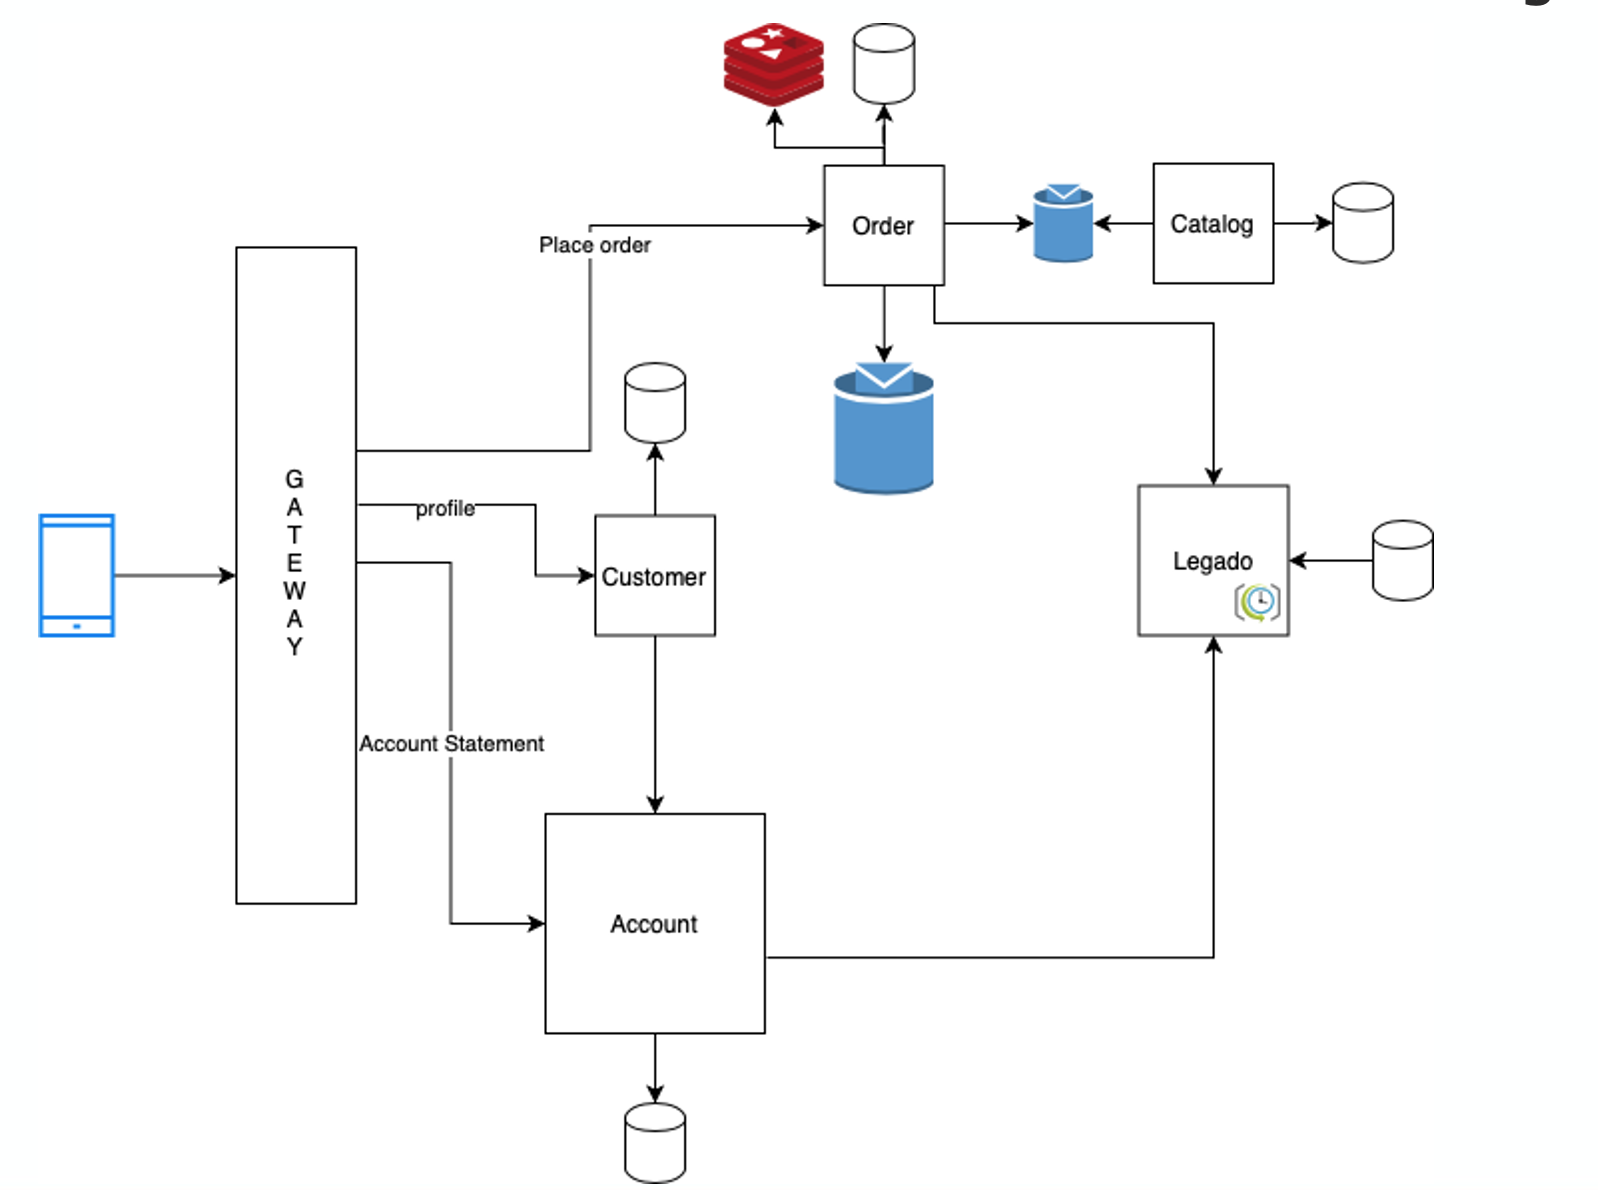 Place order
Order
Catalog
G
A
T
E
W
A
Y
profile
Customer
Legado
Account Statement
Account